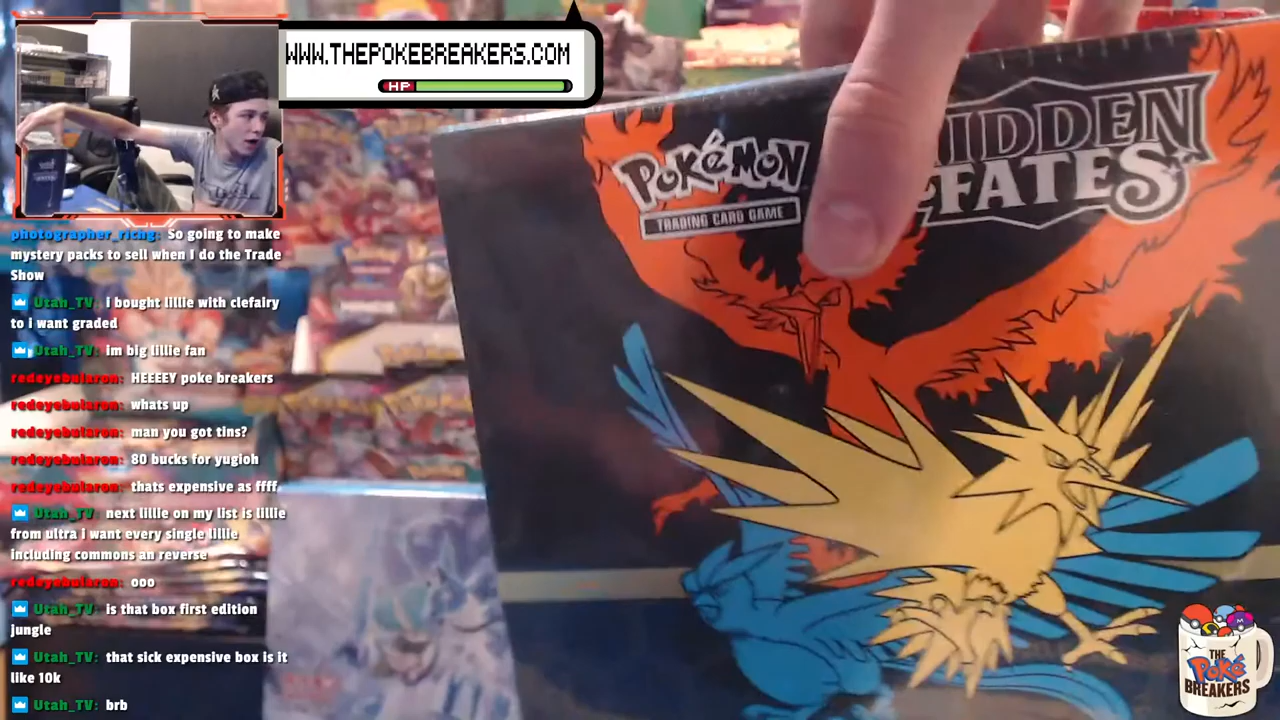 WWW.THEPOKEBREAKERS.COM
HP
POKéMON
TRADING CARD GAME
IDDEN
FATES
photographer_richg: So going to make
mystery packs to sell when I do the Trade
Show
Utah_TV: i bought lillie with clefairy
to i want graded
Utah_TV: im big lillie fan
redeyebularon: HEEEEY poke breakers
redeyebularon: whats up
redeyebularon: man you got tins?
redeyebularon: 80 bucks for yugioh
redeyebularon: thats expensive as ffff
Utah_TV: next lillie on my list is lillie
from ultra i want every single lillie
including commons an reverse
redeyebularon: ooo
Utah_TV: is that box first edition
jungle
Utah_TV: that sick expensive box is it
like 10k
Utah_TV: brb
THE
Poké
BREAKERS